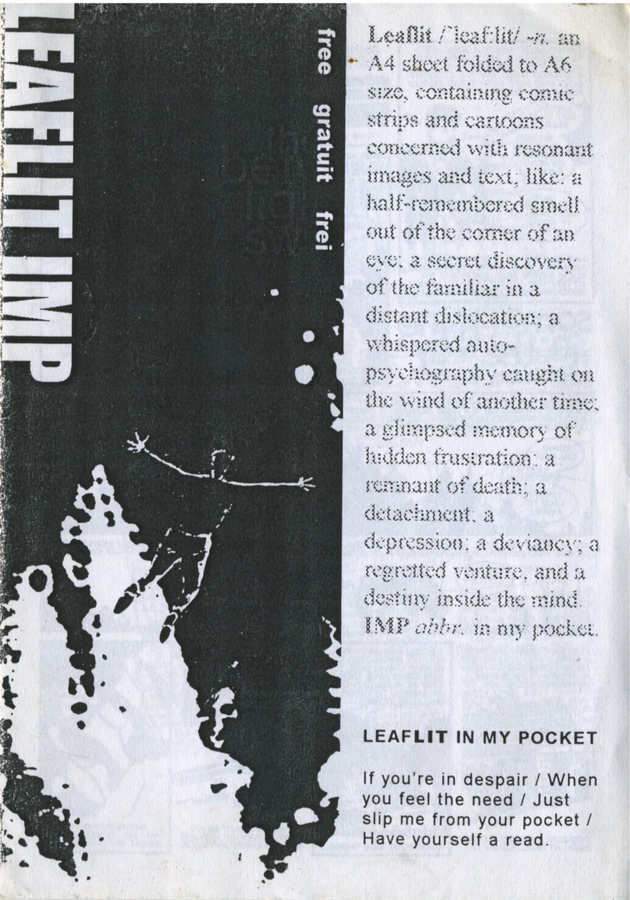 LEAFLIT IMP
free gratuit frei
Leaflit /'leaf:lit/ -n. an
A4 sheet folded to A6
size, containing comic
strips and cartoons
concerned with resonant
images and text, like: a
half-remembered smell
out of the corner of an
eye; a secret discovery
of the familiar in a
distant dislocation; a
whispered auto-
psychography caught on
the wind of another time;
a glimpsed memory of
hidden frustration; a
remnant of death; a
detachment; a
depression; a deviancy; a
regretted venture, and a
destiny inside the mind.
IMP abbr. in my pocket.
LEAFLIT IN MY POCKET
If you're in despair / When
you feel the need / Just
slip me from your pocket /
Have yourself a read.